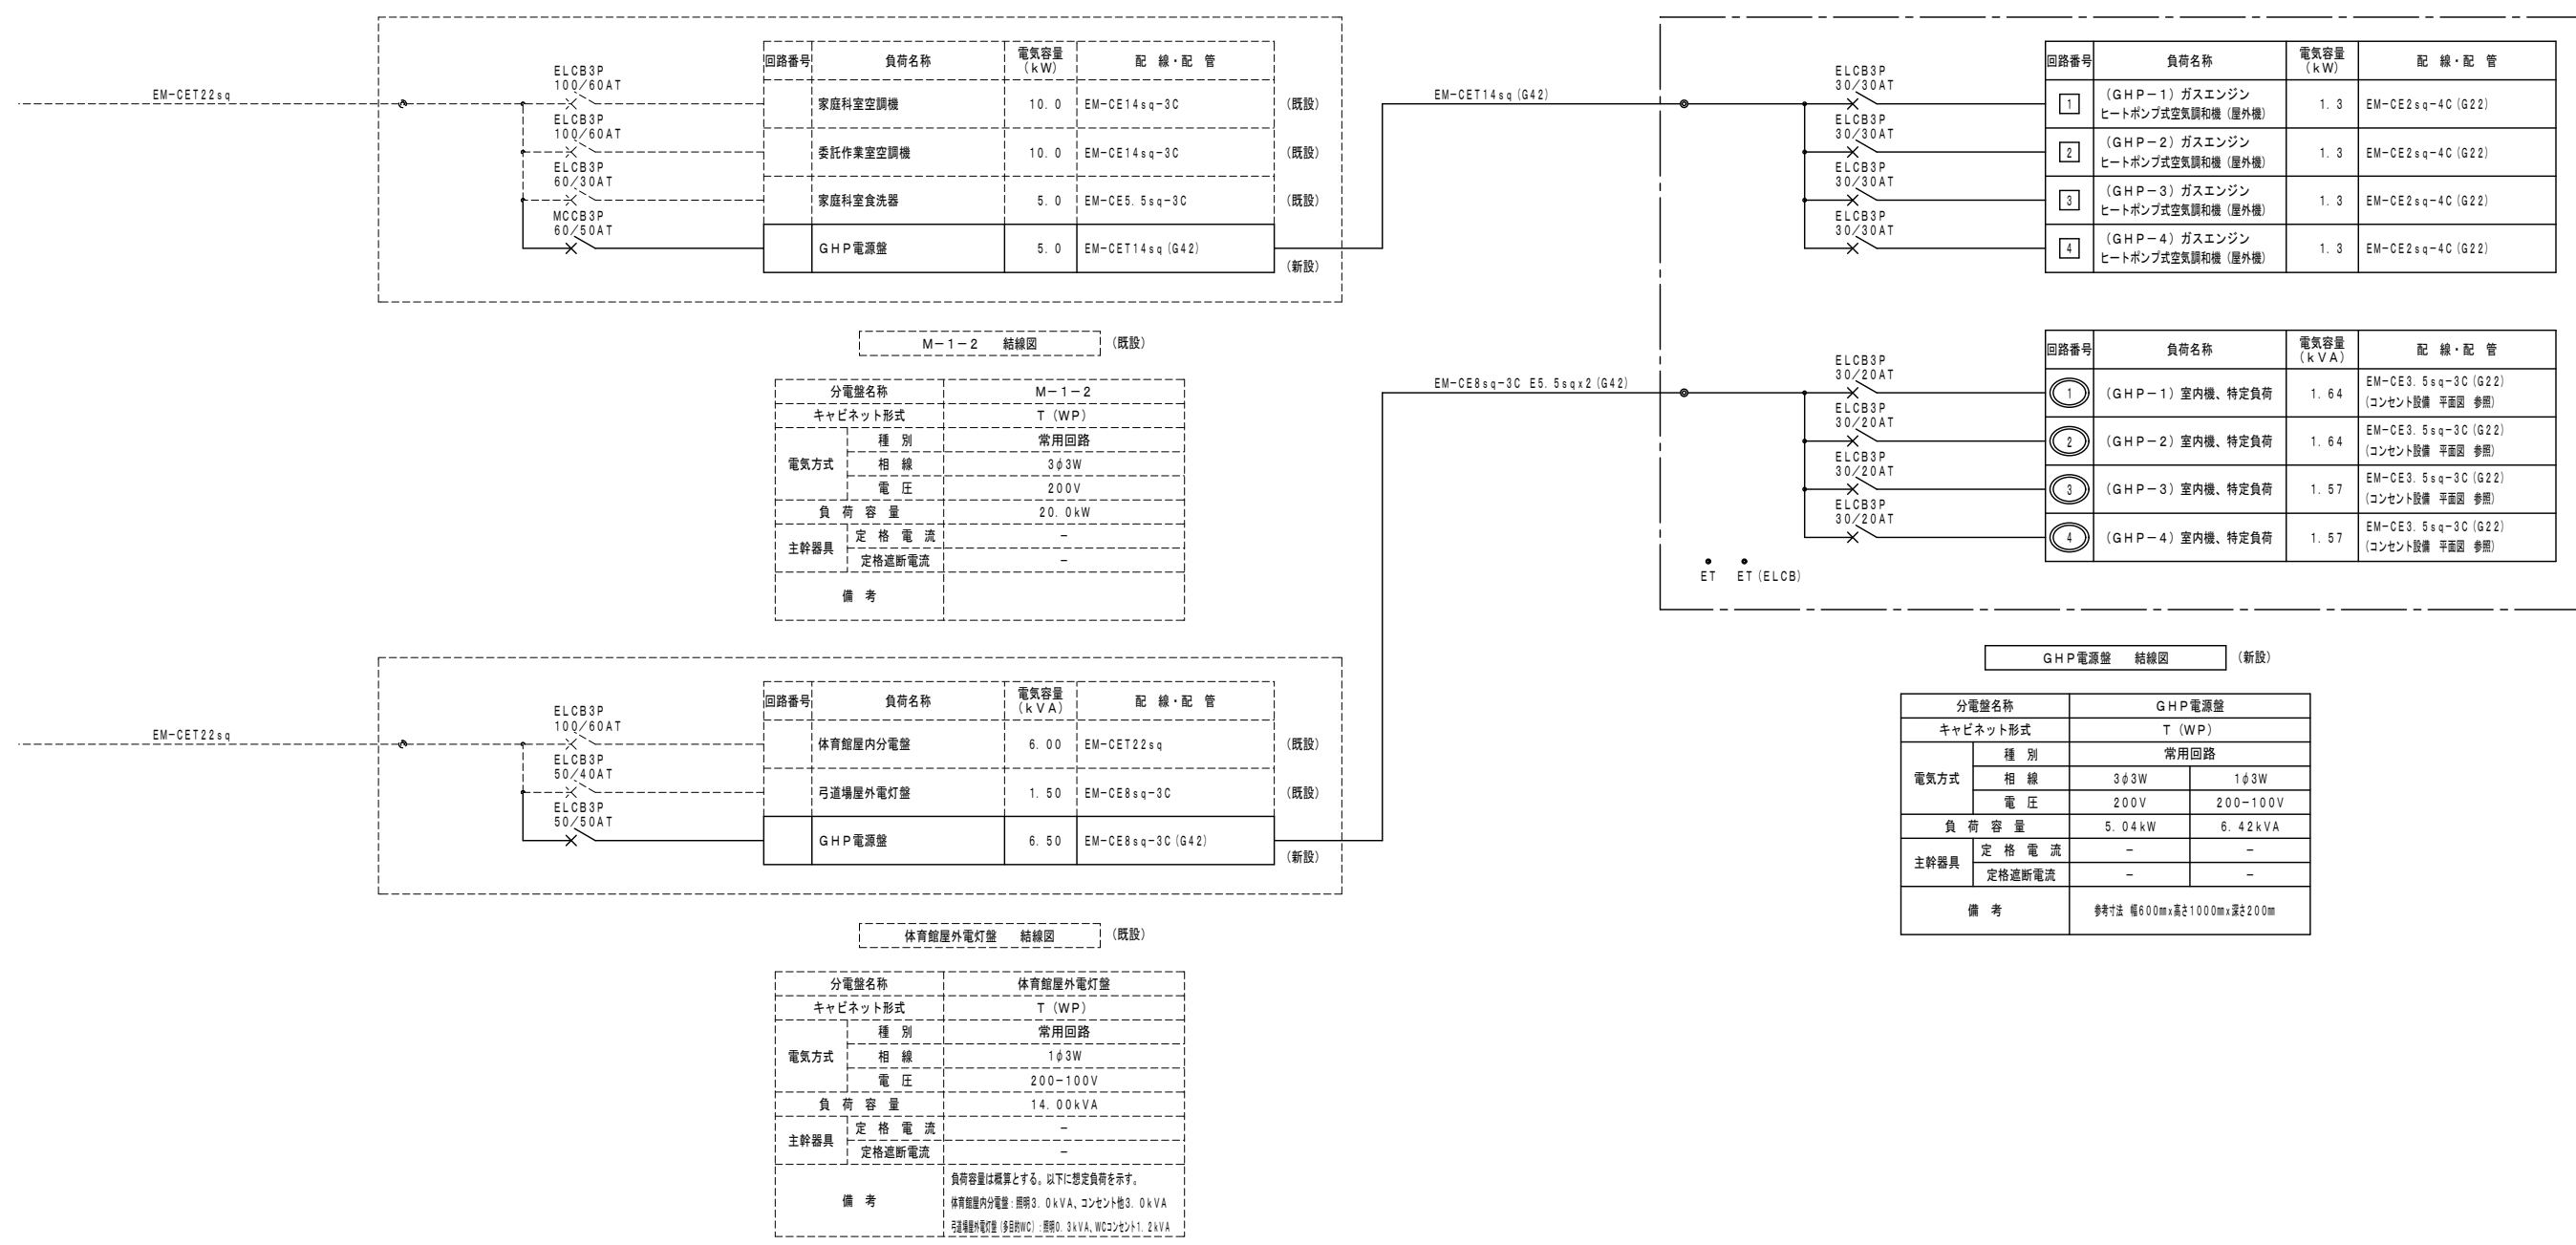 EM-CET22sq
回路番号 負荷名称 電気容量(kW) 配 線・配 管
ELCB3P
100/60AT
家庭科室空調機 10.0 EM-CE14sq-3C (既設)
ELCB3P
100/60AT
委託作業室空調機 10.0 EM-CE14sq-3C (既設)
ELCB3P
60/30AT
家庭科室食洗器 5.0 EM-CE5.5sq-3C (既設)
MCCB3P
60/50AT
GHP電源盤 5.0 EM-CET14sq(G42)
(新設)
M-1-2 結線図 (既設)
分電盤名称 M-1-2
キャビネット形式 T(WP)
電気方式 種 別 常用回路
相 線 3φ3W
電 圧 200V
負 荷 容 量 20.0kW
主幹器具 定 格 電 流 −
定格遮断電流 −
備 考
EM-CET22sq
回路番号 負荷名称 電気容量(kVA) 配 線・配 管
ELCB3P
100/60AT
体育館屋内分電盤 6.00 EM-CET22sq (既設)
ELCB3P
50/40AT
弓道場屋外電灯盤 1.50 EM-CE8sq-3C (既設)
ELCB3P
50/50AT
GHP電源盤 6.50 EM-CE8sq-3C(G42)
(新設)
体育館屋外電灯盤 結線図 (既設)
分電盤名称 体育館屋外電灯盤
キャビネット形式 T(WP)
電気方式 種 別 常用回路
相 線 1φ3W
電 圧 200-100V
負 荷 容 量 14.00kVA
主幹器具 定 格 電 流 −
定格遮断電流 −
備 考
負荷容量は概算とする。以下に想定負荷を示す。
体育館屋内分電盤:照明3.0kVA、コンセント他3.0kVA
弓道場屋外電灯盤(多目的WC):照明0.3kVA、WCコンセント1.2kVA
EM-CET14sq(G42)
回路番号 負荷名称 電気容量(kW) 配 線・配 管
ELCB3P
30/30AT
1 (GHP-1)ガスエンジン
ヒートポンプ式空気調和機(屋外機) 1.3 EM-CE2sq-4C(G22)
ELCB3P
30/30AT
2 (GHP-2)ガスエンジン
ヒートポンプ式空気調和機(屋外機) 1.3 EM-CE2sq-4C(G22)
ELCB3P
30/30AT
3 (GHP-3)ガスエンジン
ヒートポンプ式空気調和機(屋外機) 1.3 EM-CE2sq-4C(G22)
ELCB3P
30/30AT
4 (GHP-4)ガスエンジン
ヒートポンプ式空気調和機(屋外機) 1.3 EM-CE2sq-4C(G22)
EM-CE8sq-3C E5.5sqx2(G42)
回路番号 負荷名称 電気容量(kVA) 配 線・配 管
ELCB3P
30/20AT
1 (GHP-1)室内機、特定負荷 1.64 EM-CE3.5sq-3C(G22)
(コンセント設備 平面図 参照)
ELCB3P
30/20AT
2 (GHP-2)室内機、特定負荷 1.64 EM-CE3.5sq-3C(G22)
(コンセント設備 平面図 参照)
ELCB3P
30/20AT
3 (GHP-3)室内機、特定負荷 1.57 EM-CE3.5sq-3C(G22)
(コンセント設備 平面図 参照)
ELCB3P
30/20AT
4 (GHP-4)室内機、特定負荷 1.57 EM-CE3.5sq-3C(G22)
(コンセント設備 平面図 参照)
ET ET(ELCB)
GHP電源盤 結線図 (新設)
分電盤名称 GHP電源盤
キャビネット形式 T(WP)
電気方式 種 別 常用回路
相 線 3φ3W 1φ3W
電 圧 200V 200-100V
負 荷 容 量 5.04kW 6.42kVA
主幹器具 定 格 電 流 − −
定格遮断電流 − −
備 考 参考寸法 幅600㎜x高さ1000㎜x深さ200㎜